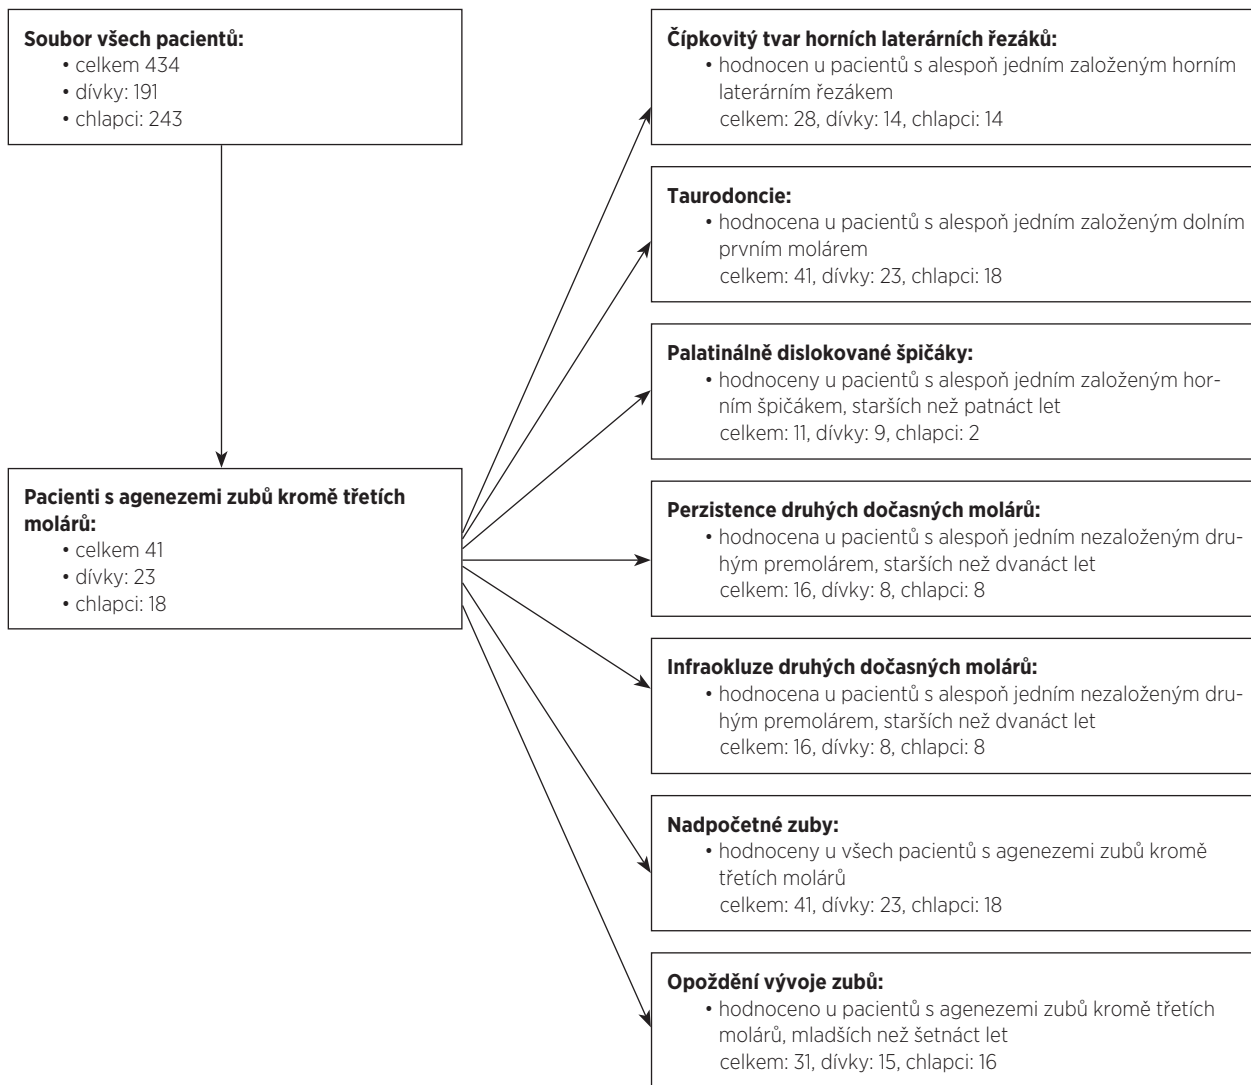 Soubor všech pacientů:
• celkem 434
• dívky: 191
• chlapci: 243
Pacienti s agenezemi zubů kromě třetích
molárů:
• celkem 41
• dívky: 23
• chlapci: 18
Čípkovitý tvar horních laterárních řezáků:
• hodnocen u pacientů s alespoň jedním založeným horním
laterárním řezákem
celkem: 28, dívky: 14, chlapci: 14
Taurodoncie:
• hodnocena u pacientů s alespoň jedním založeným dolním
prvním molárem
celkem: 41, dívky: 23, chlapci: 18
Palatinálně dislokované špičáky:
• hodnoceny u pacientů s alespoň jedním založeným hor-
ním špičákem, starších než patnáct let
celkem: 11, dívky: 9, chlapci: 2
Perzistence druhých dočasných molárů:
• hodnocena u pacientů s alespoň jedním nezaloženým dru-
hým premolárem, starších než dvanáct let
celkem: 16, dívky: 8, chlapci: 8
Infraokluze druhých dočasných molárů:
• hodnocena u pacientů s alespoň jedním nezaloženým dru-
hým premolárem, starších než dvanáct let
celkem: 16, dívky: 8, chlapci: 8
Nadpočetné zuby:
• hodnoceny u všech pacientů s agenezemi zubů kromě
třetích molárů
celkem: 41, dívky: 23, chlapci: 18
Opoždění vývoje zubů:
• hodnoceno u pacientů s agenezemi zubů kromě třetích
molárů, mladších než šetnáct let
celkem: 31, dívky: 15, chlapci: 16